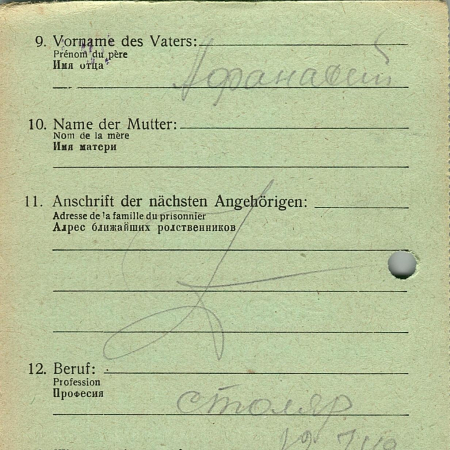 9. Vorname des Vaters:
Prénom du père
Имя отца
Афанасий
10. Name der Mutter:
Nom de la mère
Имя матери
11. Anschrift der nächsten Angehörigen:
Adresse de la famille du prisonnier
Адрес ближайших родственников
12. Beruf:
Profession
Професия
столяр